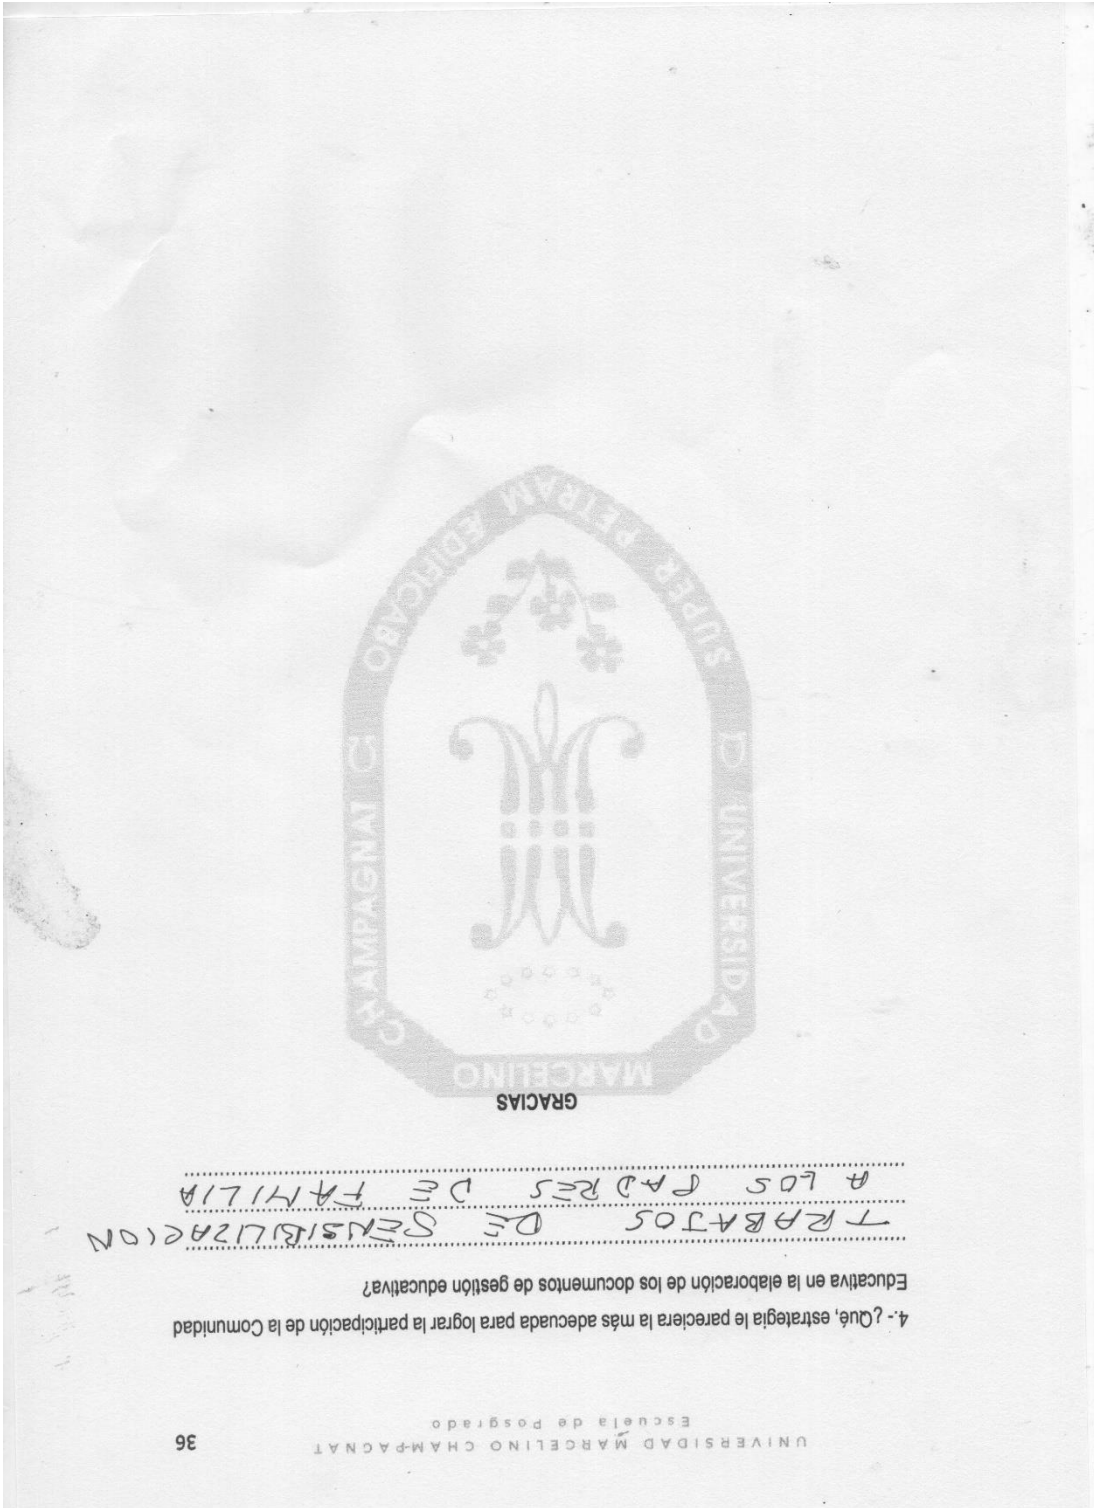 UNIVERSIDAD MARCELINO CHAMPAGNAT
Escuela de Posgrado
36
4.- ¿Qué, estrategia le pareciera la más adecuada para lograr la participación de la Comunidad
Educativa en la elaboración de los documentos de gestión educativa?
TRABAJOS DE SENSIBILIZACION
A LOS PADRES DE FAMILIA
GRACIAS
UNIVERSIDAD MARCELINO CHAMPAGNAT
SUPER PETRAM ÆDIFICABO